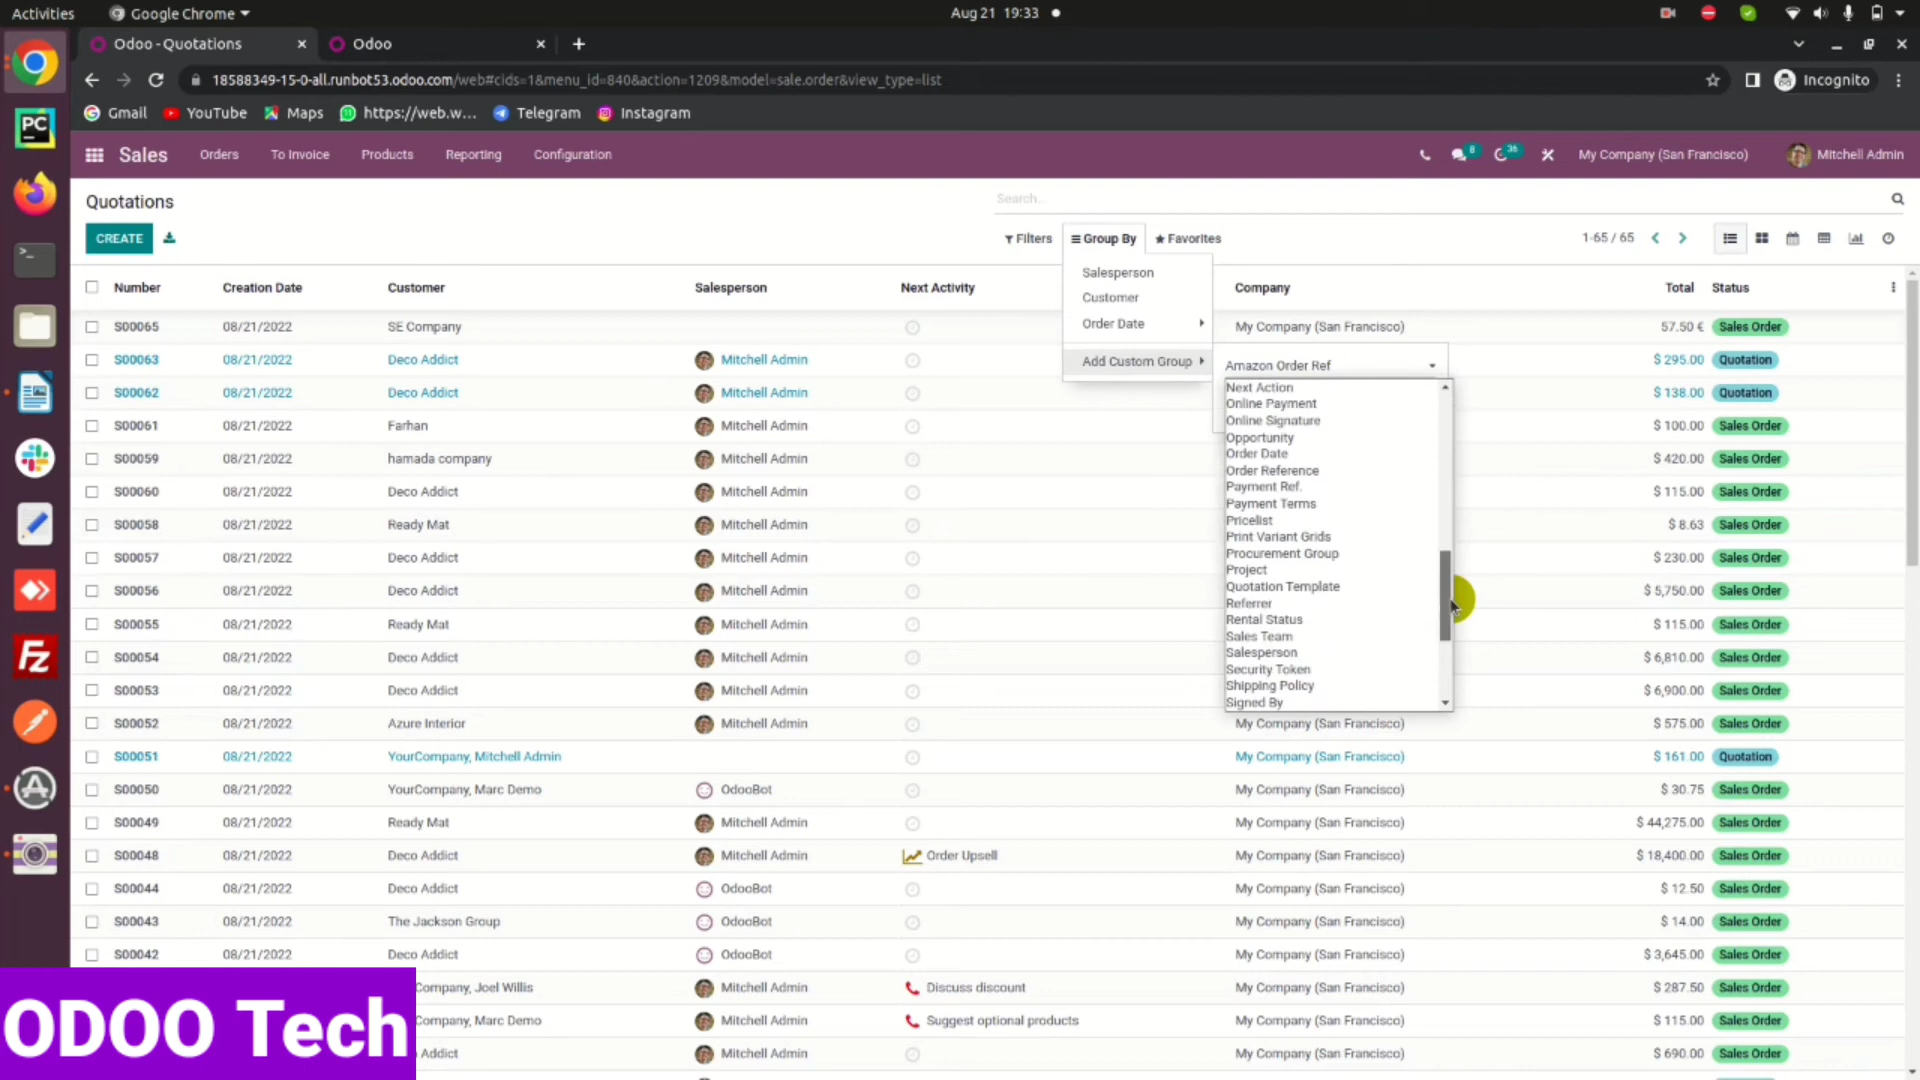 Activities Google Chrome Aug 21 19:33
Odoo - Quotations Odoo
18588349-15-0-all.runbot53.odoo.com/web#cids=1&menu_id=840&action=1209&model=sale.order&view_type=list Incognito
Gmail YouTube Maps https://web.w... Telegram Instagram
Sales Orders To Invoice Products Reporting Configuration 8 36 My Company (San Francisco) Mitchell Admin
Quotations Search...
CREATE Filters Group By Favorites 1-65 / 65
Salesperson
Customer
Order Date
Add Custom Group
Amazon Order Ref
Next Action
Online Payment
Online Signature
Opportunity
Order Date
Order Reference
Payment Ref.
Payment Terms
Pricelist
Print Variant Grids
Procurement Group
Project
Quotation Template
Referrer
Rental Status
Sales Team
Salesperson
Security Token
Shipping Policy
Signed By
Number Creation Date Customer Salesperson Next Activity Company Total Status
S00065 08/21/2022 SE Company My Company (San Francisco) 57.50 € Sales Order
S00063 08/21/2022 Deco Addict Mitchell Admin $ 295.00 Quotation
S00062 08/21/2022 Deco Addict Mitchell Admin $ 138.00 Quotation
S00061 08/21/2022 Farhan Mitchell Admin $ 100.00 Sales Order
S00059 08/21/2022 hamada company Mitchell Admin $ 420.00 Sales Order
S00060 08/21/2022 Deco Addict Mitchell Admin $ 115.00 Sales Order
S00058 08/21/2022 Ready Mat Mitchell Admin $ 8.63 Sales Order
S00057 08/21/2022 Deco Addict Mitchell Admin $ 230.00 Sales Order
S00056 08/21/2022 Deco Addict Mitchell Admin $ 5,750.00 Sales Order
S00055 08/21/2022 Ready Mat Mitchell Admin $ 115.00 Sales Order
S00054 08/21/2022 Deco Addict Mitchell Admin $ 6,810.00 Sales Order
S00053 08/21/2022 Deco Addict Mitchell Admin $ 6,900.00 Sales Order
S00052 08/21/2022 Azure Interior Mitchell Admin My Company (San Francisco) $ 575.00 Sales Order
S00051 08/21/2022 YourCompany, Mitchell Admin My Company (San Francisco) $ 161.00 Quotation
S00050 08/21/2022 YourCompany, Marc Demo OdooBot My Company (San Francisco) $ 30.75 Sales Order
S00049 08/21/2022 Ready Mat Mitchell Admin My Company (San Francisco) $ 44,275.00 Sales Order
S00048 08/21/2022 Deco Addict Mitchell Admin Order Upsell My Company (San Francisco) $ 18,400.00 Sales Order
S00044 08/21/2022 Deco Addict OdooBot My Company (San Francisco) $ 12.50 Sales Order
S00043 08/21/2022 The Jackson Group OdooBot My Company (San Francisco) $ 14.00 Sales Order
S00042 08/21/2022 Deco Addict OdooBot My Company (San Francisco) $ 3,645.00 Sales Order
Company, Joel Willis Mitchell Admin Discuss discount My Company (San Francisco) $ 287.50 Sales Order
Company, Marc Demo Mitchell Admin Suggest optional products My Company (San Francisco) $ 115.00 Sales Order
Addict Mitchell Admin My Company (San Francisco) $ 690.00 Sales Order
ODOO Tech